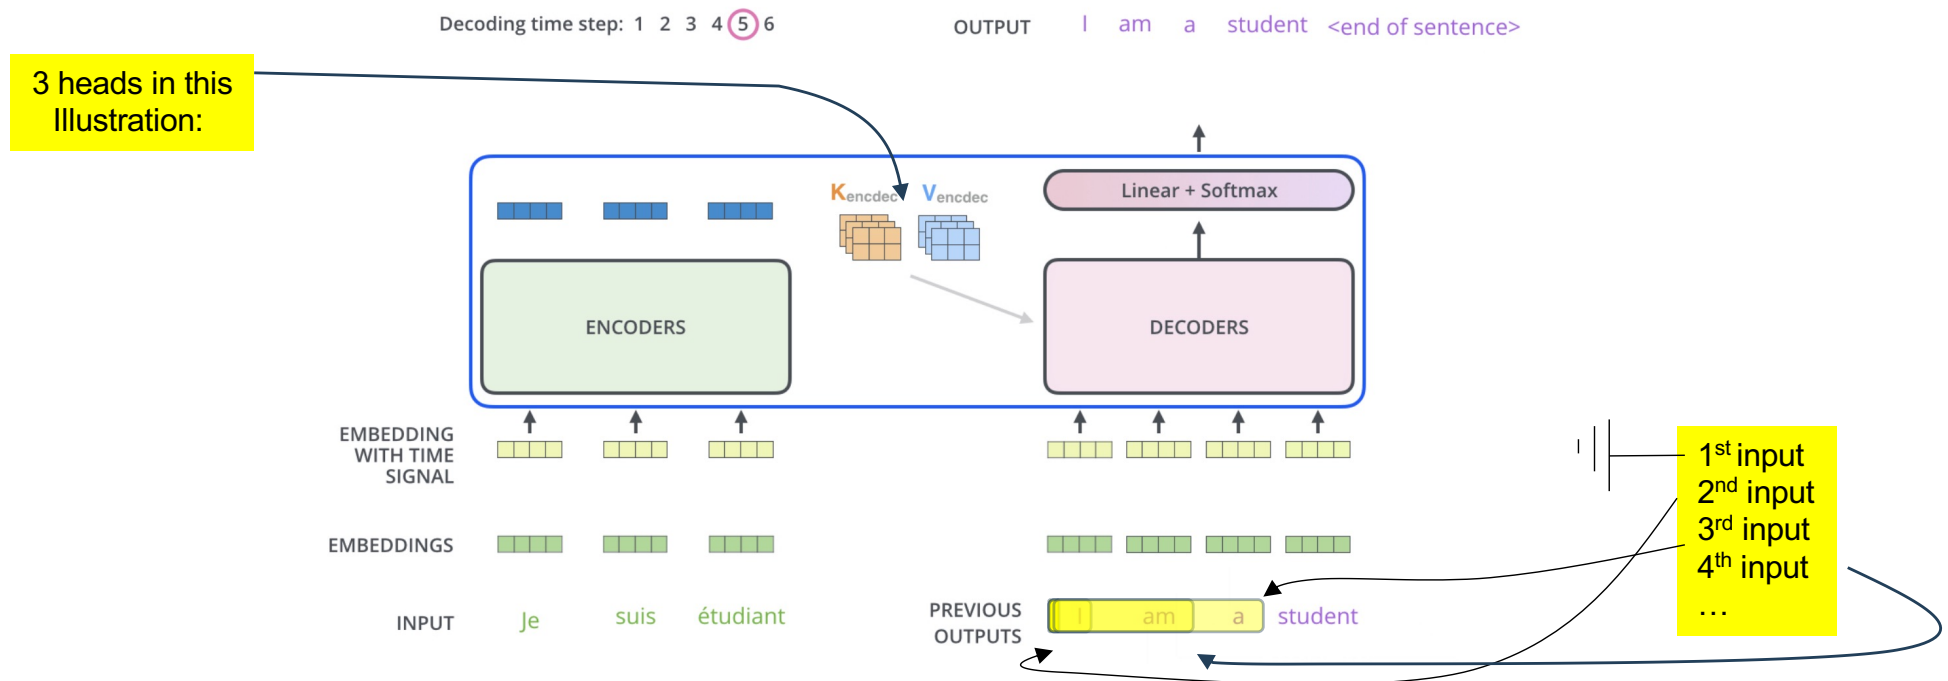 Decoding time step: 1 2 3 4 5 6
OUTPUT I am a student <end of sentence>
3 heads in this
Illustration:
Kencdec Vencdec
Linear + Softmax
ENCODERS
DECODERS
EMBEDDING
WITH TIME
SIGNAL
EMBEDDINGS
INPUT Je suis étudiant
PREVIOUS
OUTPUTS
I am a student
1st input
2nd input
3rd input
4th input
…